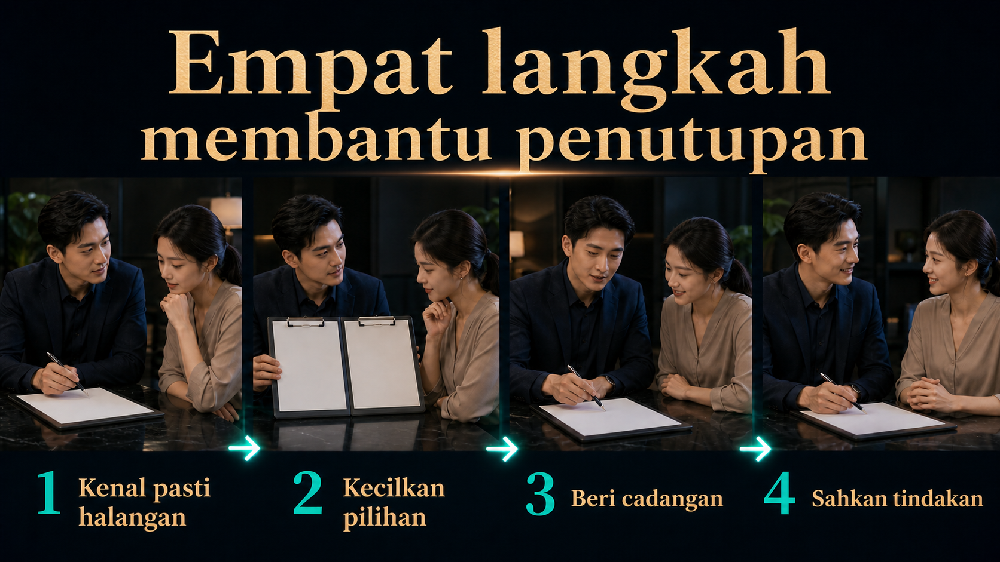 Empat langkah
membantu penutupan
1 Kenal pasti
halangan
2 Kecilkan
pilihan
3 Beri cadangan
4 Sahkan tindakan